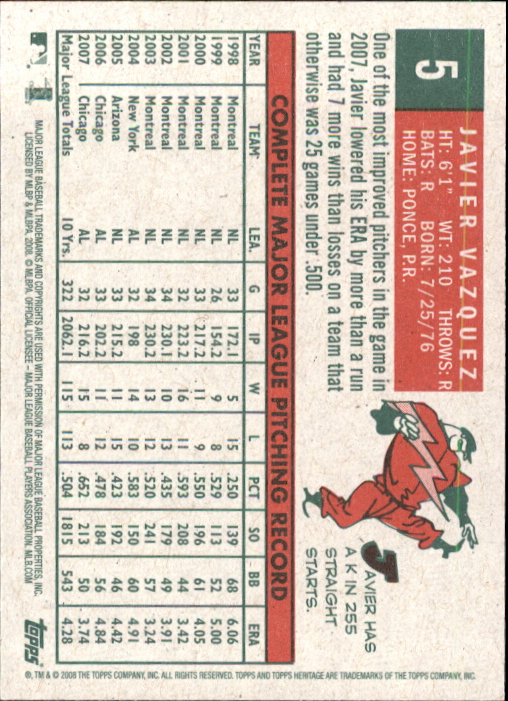 5
JAVIER VAZQUEZ
HT: 6'1" WT: 210 THROWS: R
BATS: R BORN: 7/25/76
HOME: PONCE, P.R.
One of the most improved pitchers in the game in
2007, Javier lowered his ERA by more than a run
and had 7 more wins than losses on a team that
otherwise was 25 games under .500.
JAVIER HAS
A K IN 255
STRAIGHT
STARTS.
COMPLETE MAJOR LEAGUE PITCHING RECORD
YEAR TEAM LEA. G IP W L PCT SO BB ERA
1998 Montreal NL 33 172.1 5 15 .250 139 68 6.06
1999 Montreal NL 26 154.2 9 8 .529 113 52 5.00
2000 Montreal NL 33 217.2 11 9 .550 196 61 4.05
2001 Montreal NL 32 223.2 16 11 .593 208 44 3.42
2002 Montreal NL 34 230.1 10 13 .435 179 49 3.91
2003 Montreal NL 34 230.2 13 12 .520 241 57 3.24
2004 New York AL 32 198 14 10 .583 150 60 4.91
2005 Arizona NL 33 215.2 11 15 .423 192 46 4.42
2006 Chicago AL 33 202.2 11 12 .478 184 56 4.84
2007 Chicago AL 32 216.2 15 8 .652 213 50 3.74
Major League Totals 10 Yrs. 322 2062.1 115 113 .504 1815 543 4.28
MAJOR LEAGUE BASEBALL TRADEMARKS AND COPYRIGHTS ARE USED WITH PERMISSION OF MAJOR LEAGUE BASEBALL PROPERTIES, INC.
LICENSED BY MLBP & MLBPA, 2008. © MLBPA. OFFICIAL LICENSEE – MAJOR LEAGUE BASEBALL PLAYERS ASSOCIATION. MLB.COM
topps
®, TM & © 2008 THE TOPPS COMPANY, INC. ALL RIGHTS RESERVED. TOPPS AND TOPPS HERITAGE ARE TRADEMARKS OF THE TOPPS COMPANY, INC.